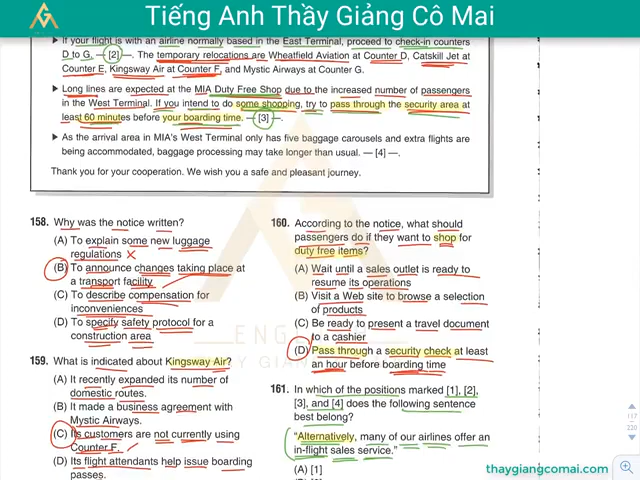 Tiếng Anh Thầy Giảng Cô Mai
▶ If your flight is with an airline normally based in the East Terminal, proceed to check-in counters
D to G, —[2]—. The temporary relocations are Wheatfield Aviation at Counter D, Catskill Jet at
Counter E, Kingsway Air at Counter F, and Mystic Airways at Counter G.
▶ Long lines are expected at the MIA Duty Free Shop due to the increased number of passengers
in the West Terminal. If you intend to do some shopping, try to pass through the security area at
least 60 minutes before your boarding time. —[3]—.
▶ As the arrival area in MIA's West Terminal only has five baggage carousels and extra flights are
being accommodated, baggage processing may take longer than usual. —[4]—.
Thank you for your cooperation. We wish you a safe and pleasant journey.
158. Why was the notice written?
(A) To explain some new luggage
regulations
(B) To announce changes taking place at
a transport facility
(C) To describe compensation for
inconveniences
(D) To specify safety protocol for a
construction area
159. What is indicated about Kingsway Air?
(A) It recently expanded its number of
domestic routes.
(B) It made a business agreement with
Mystic Airways.
(C) Its customers are not currently using
Counter F.
(D) Its flight attendants help issue boarding
passes.
160. According to the notice, what should
passengers do if they want to shop for
duty free items?
(A) Wait until a sales outlet is ready to
resume its operations
(B) Visit a Web site to browse a selection
of products
(C) Be ready to present a travel document
to a cashier
(D) Pass through a security check at least
an hour before boarding time
161. In which of the positions marked [1], [2],
[3], and [4] does the following sentence
best belong?
"Alternatively, many of our airlines offer an
in-flight sales service."
(A) [1]
117
220
thaygiangcomai.com